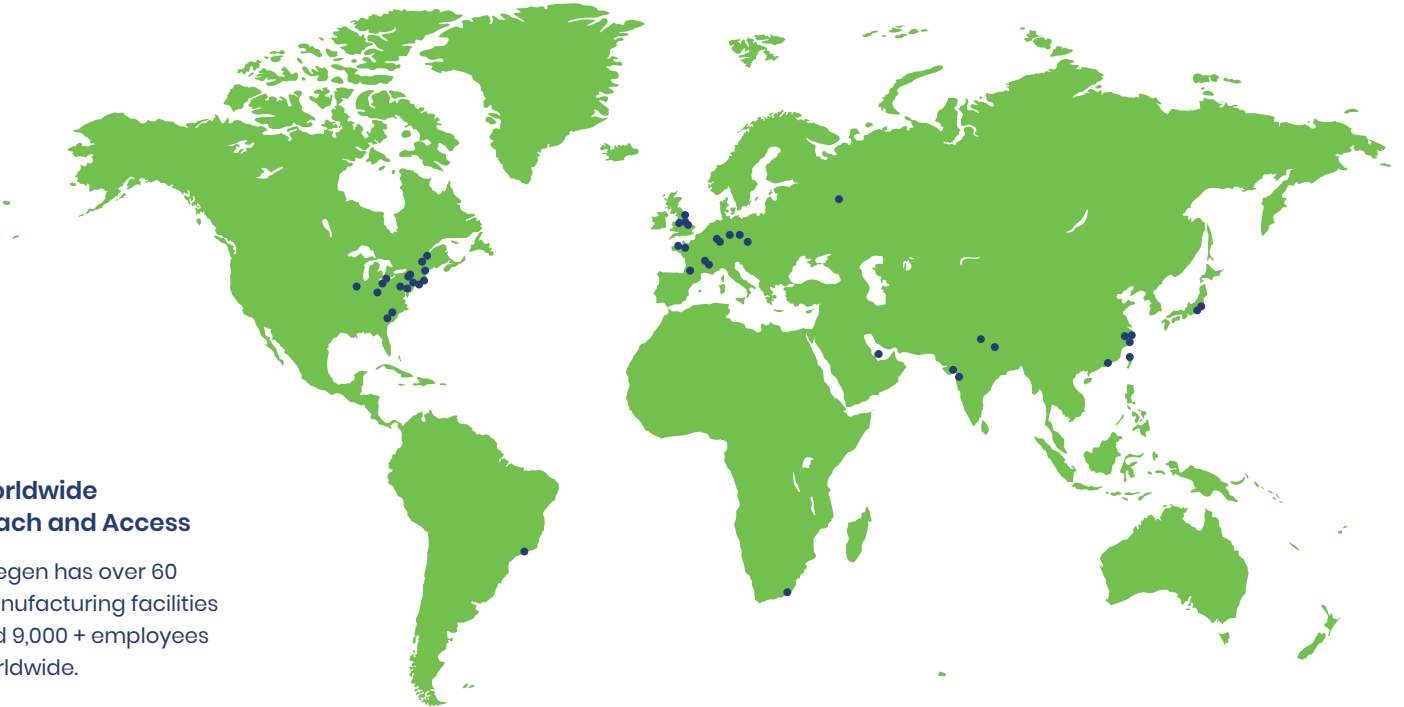 orldwide
ach and Access
egen has over 60
nufacturing facilities
d 9,000 + employees
rldwide.